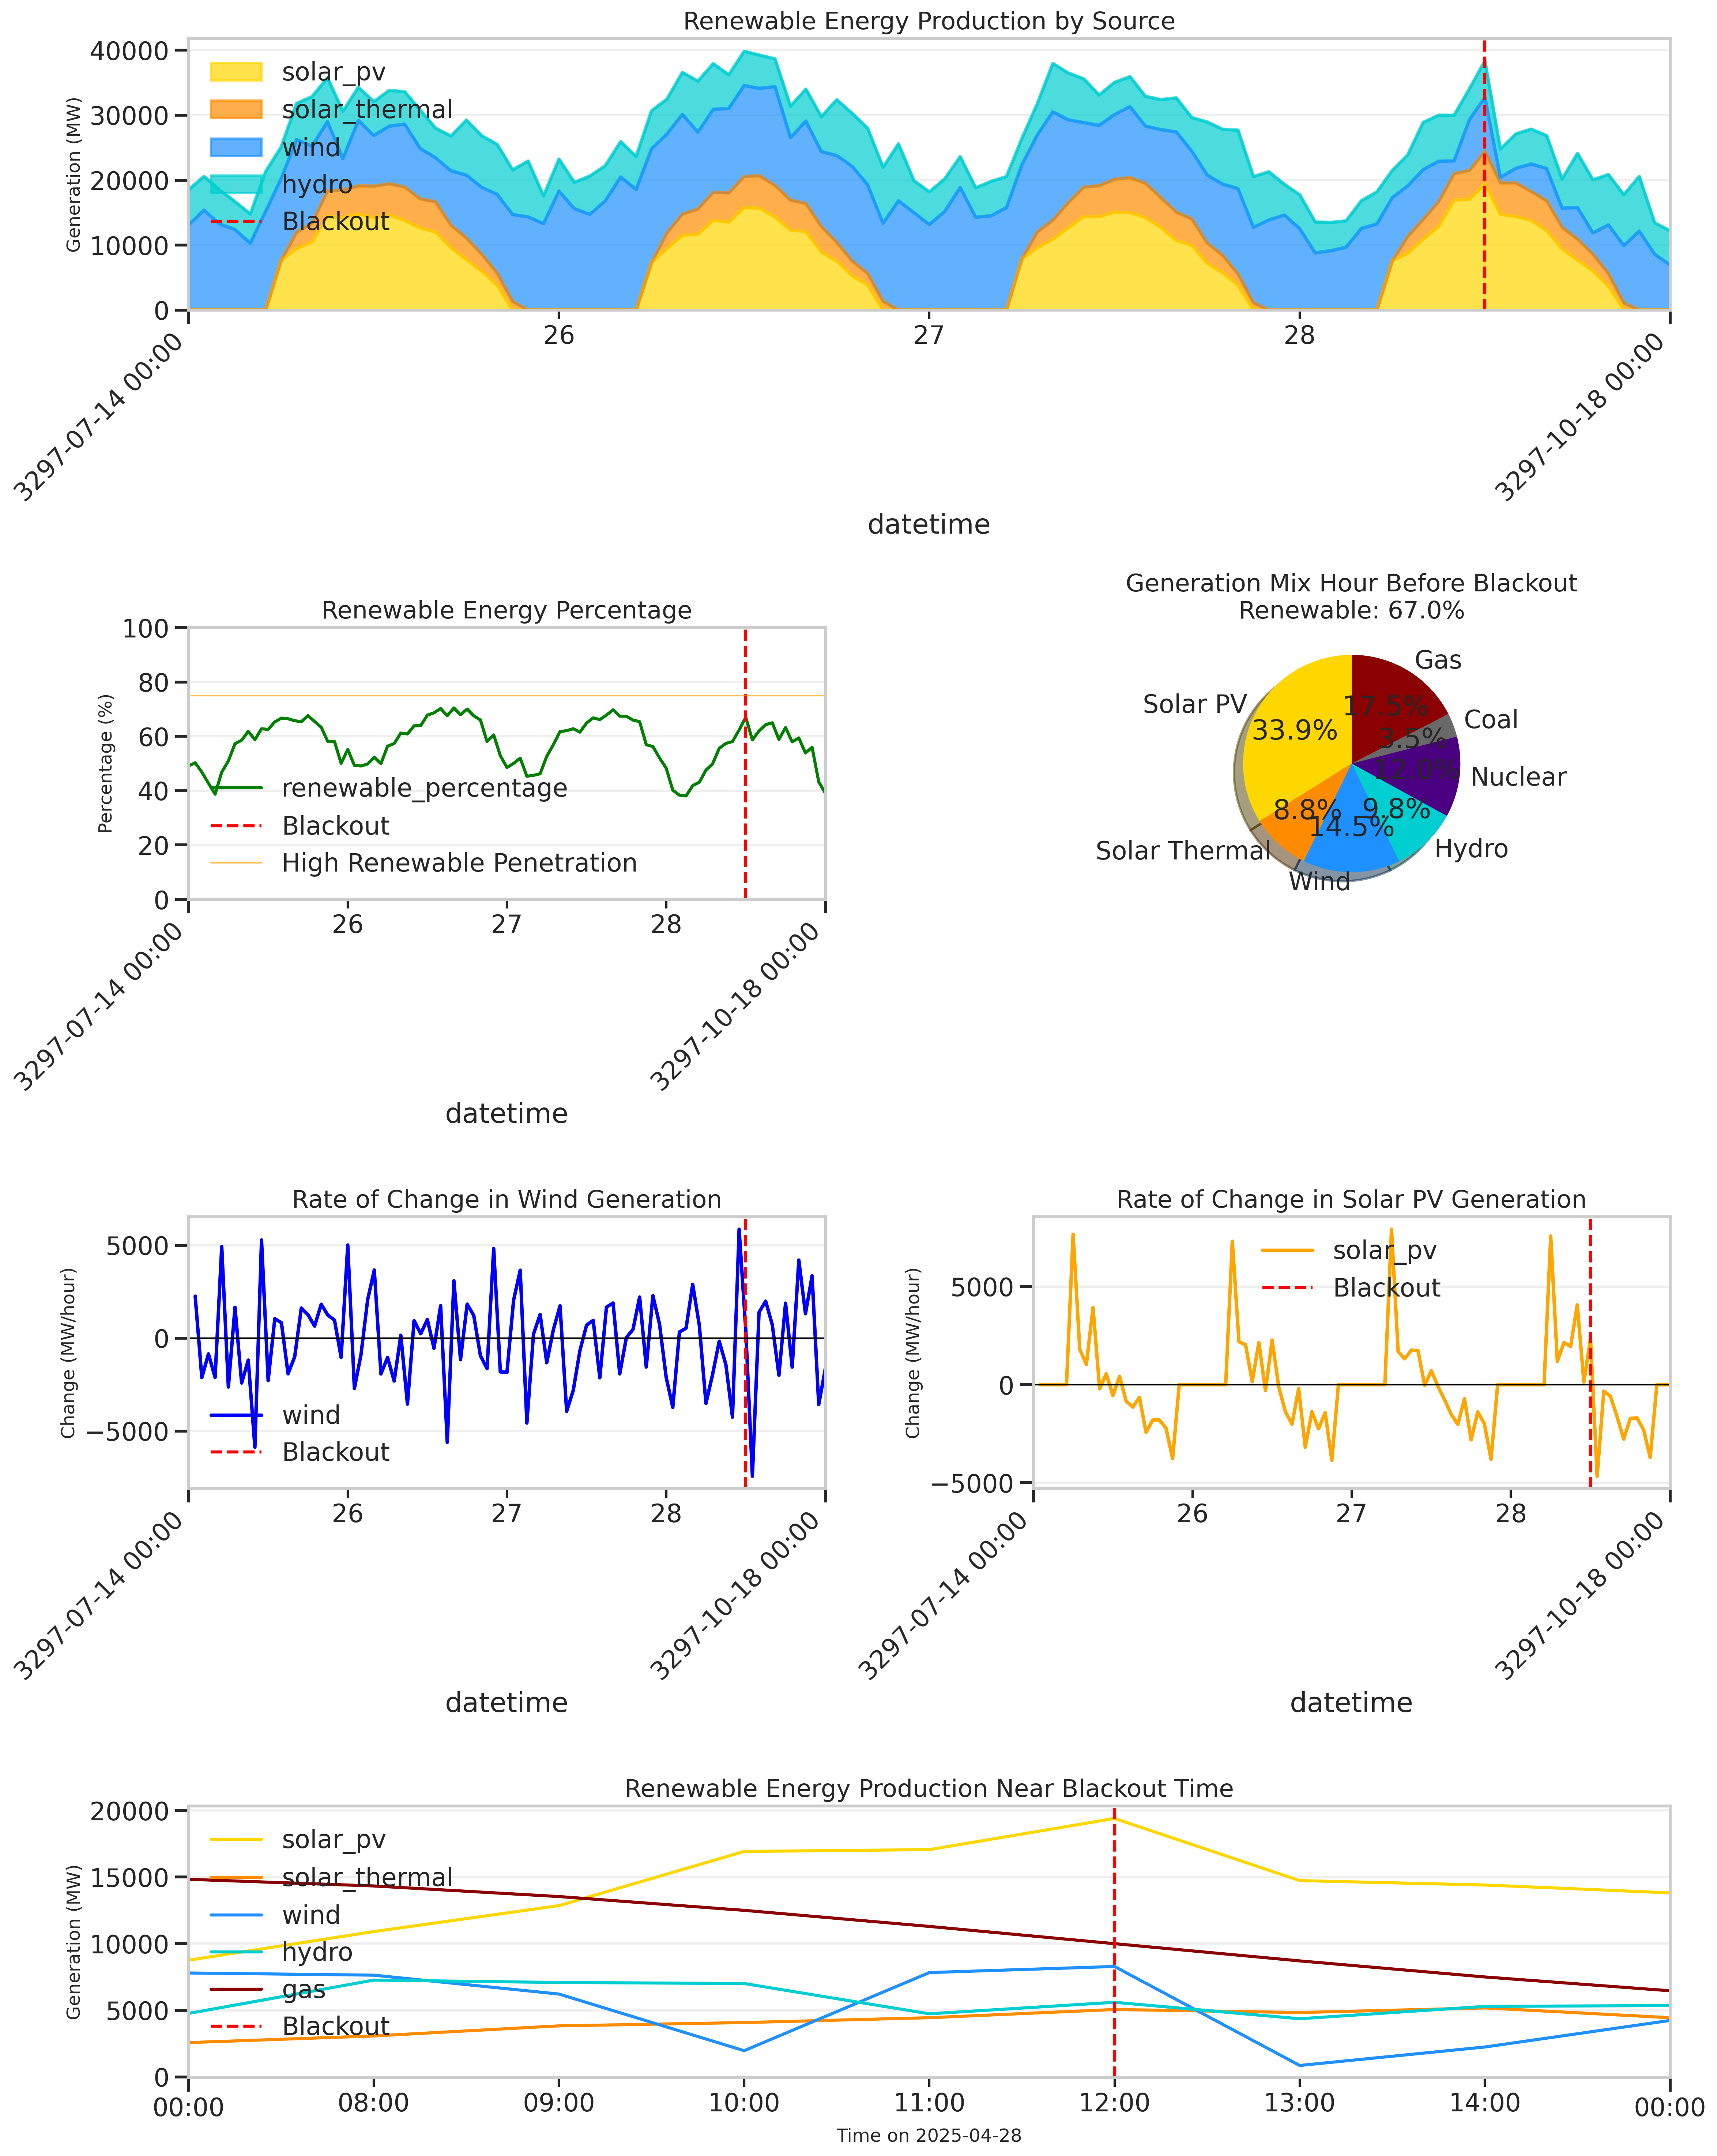 Renewable Energy Production by Source
Generation (MW)
40000
30000
20000
10000
0
solar_pv
solar_thermal
wind
hydro
Blackout
3297-07-14 00:00
26
27
28
3297-10-18 00:00
datetime
Renewable Energy Percentage
Percentage (%)
100
80
60
40
20
0
renewable_percentage
Blackout
High Renewable Penetration
3297-07-14 00:00
26
27
28
3297-10-18 00:00
datetime
Generation Mix Hour Before Blackout
Renewable: 67.0%
Solar PV
33.9%
Solar Thermal
8.8%
Wind
14.5%
Hydro
9.8%
Nuclear
12.0%
Coal
3.5%
Gas
17.5%
Rate of Change in Wind Generation
Change (MW/hour)
5000
0
−5000
wind
Blackout
3297-07-14 00:00
26
27
28
3297-10-18 00:00
datetime
Rate of Change in Solar PV Generation
Change (MW/hour)
5000
0
−5000
solar_pv
Blackout
3297-07-14 00:00
26
27
28
3297-10-18 00:00
datetime
Renewable Energy Production Near Blackout Time
Generation (MW)
20000
15000
10000
5000
0
solar_pv
solar_thermal
wind
hydro
gas
Blackout
00:00
08:00
09:00
10:00
11:00
12:00
13:00
14:00
00:00
Time on 2025-04-28